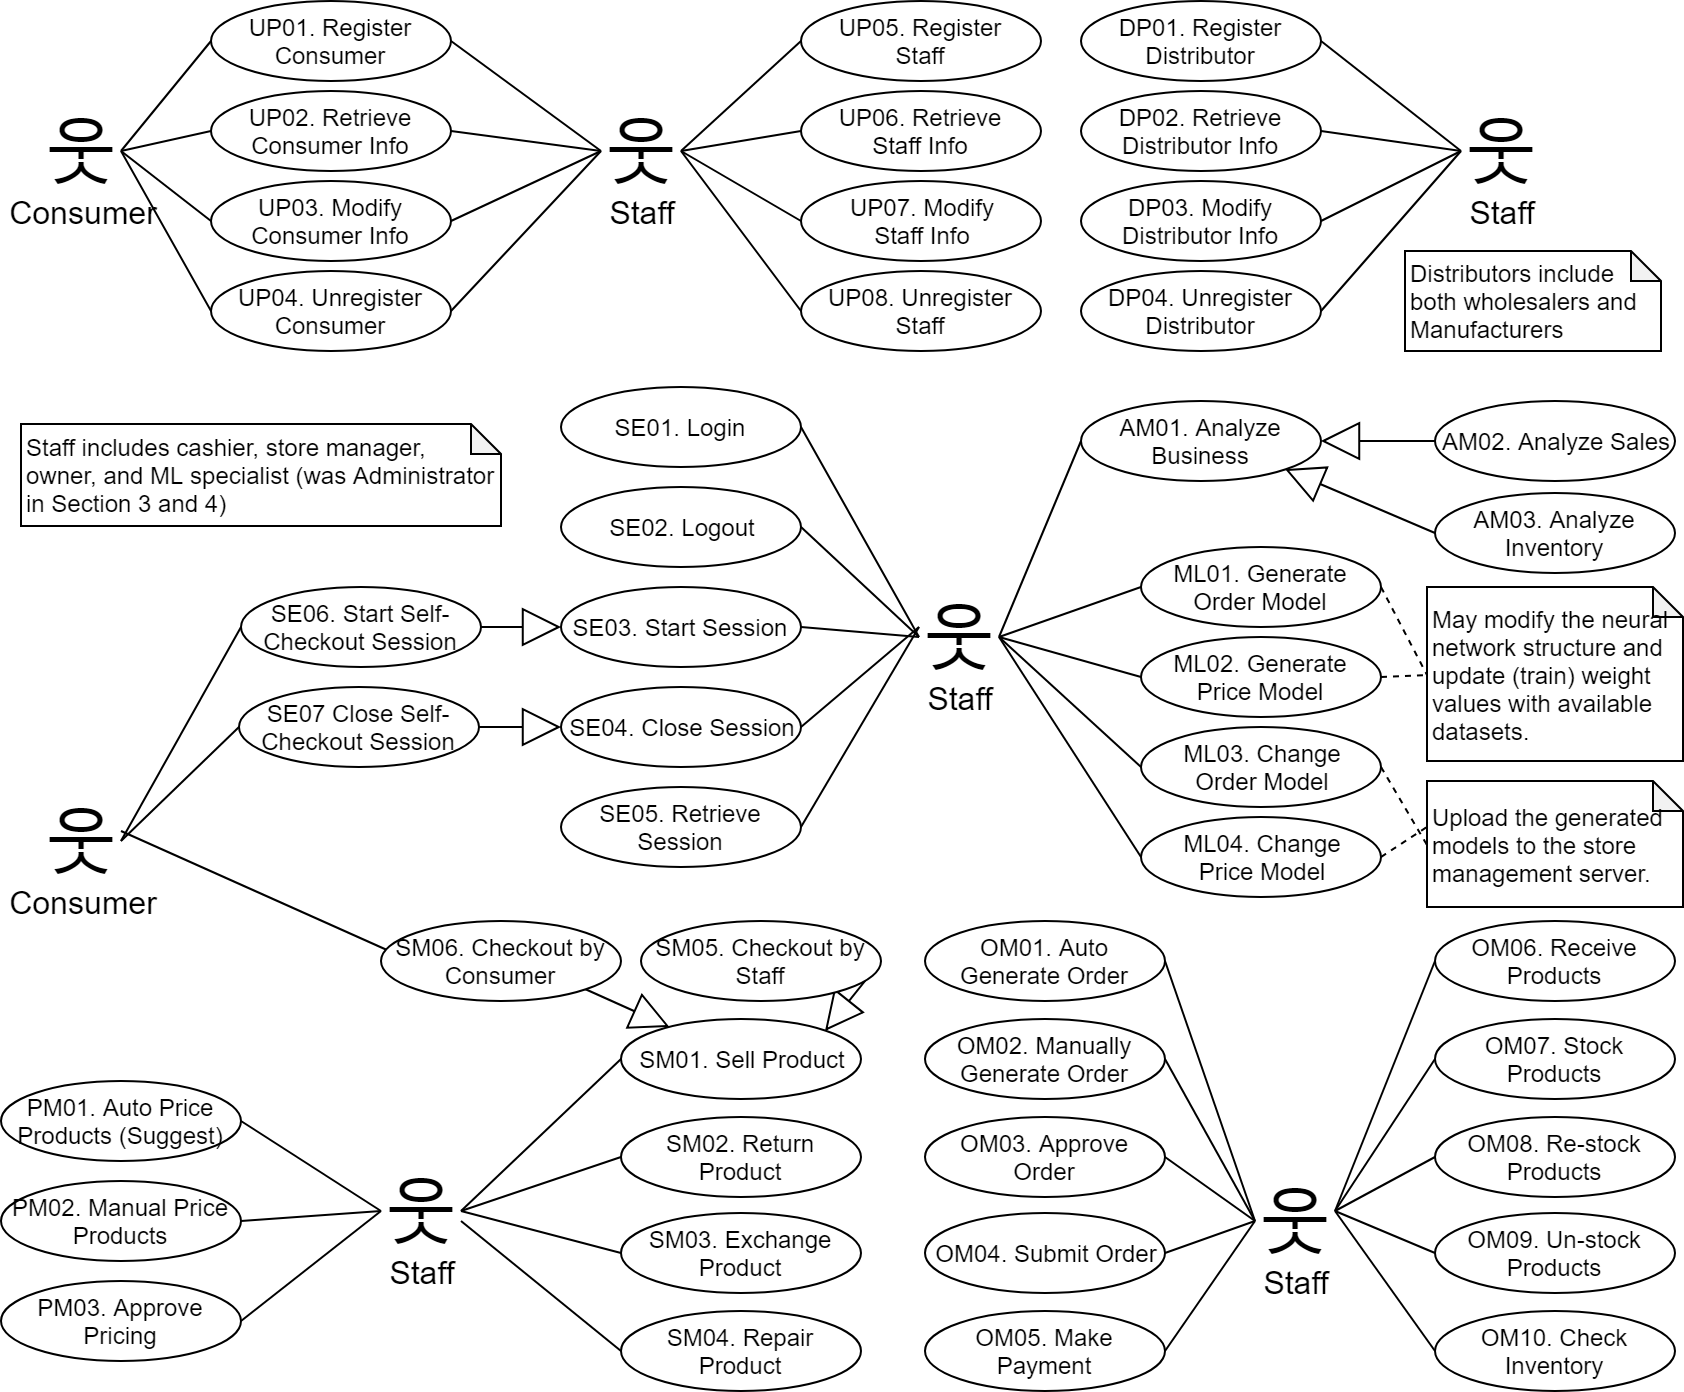 UP01. Register
Consumer
UP02. Retrieve
Consumer Info
UP03. Modify
Consumer Info
UP04. Unregister
Consumer
Consumer
Staff
UP05. Register
Staff
UP06. Retrieve
Staff Info
UP07. Modify
Staff Info
UP08. Unregister
Staff
DP01. Register
Distributor
DP02. Retrieve
Distributor Info
DP03. Modify
Distributor Info
DP04. Unregister
Distributor
Staff
Distributors include
both wholesalers and
Manufacturers
Staff includes cashier, store manager,
owner, and ML specialist (was Administrator
in Section 3 and 4)
SE01. Login
SE02. Logout
SE06. Start Self-
Checkout Session
SE03. Start Session
SE07 Close Self-
Checkout Session
SE04. Close Session
SE05. Retrieve
Session
Staff
Consumer
AM01. Analyze
Business
AM02. Analyze Sales
AM03. Analyze
Inventory
ML01. Generate
Order Model
ML02. Generate
Price Model
ML03. Change
Order Model
ML04. Change
Price Model
May modify the neural
network structure and
update (train) weight
values with available
datasets.
Upload the generated
models to the store
management server.
SM06. Checkout by
Consumer
SM05. Checkout by
Staff
SM01. Sell Product
SM02. Return
Product
SM03. Exchange
Product
SM04. Repair
Product
PM01. Auto Price
Products (Suggest)
PM02. Manual Price
Products
PM03. Approve
Pricing
Staff
OM01. Auto
Generate Order
OM02. Manually
Generate Order
OM03. Approve
Order
OM04. Submit Order
OM05. Make
Payment
Staff
OM06. Receive
Products
OM07. Stock
Products
OM08. Re-stock
Products
OM09. Un-stock
Products
OM10. Check
Inventory